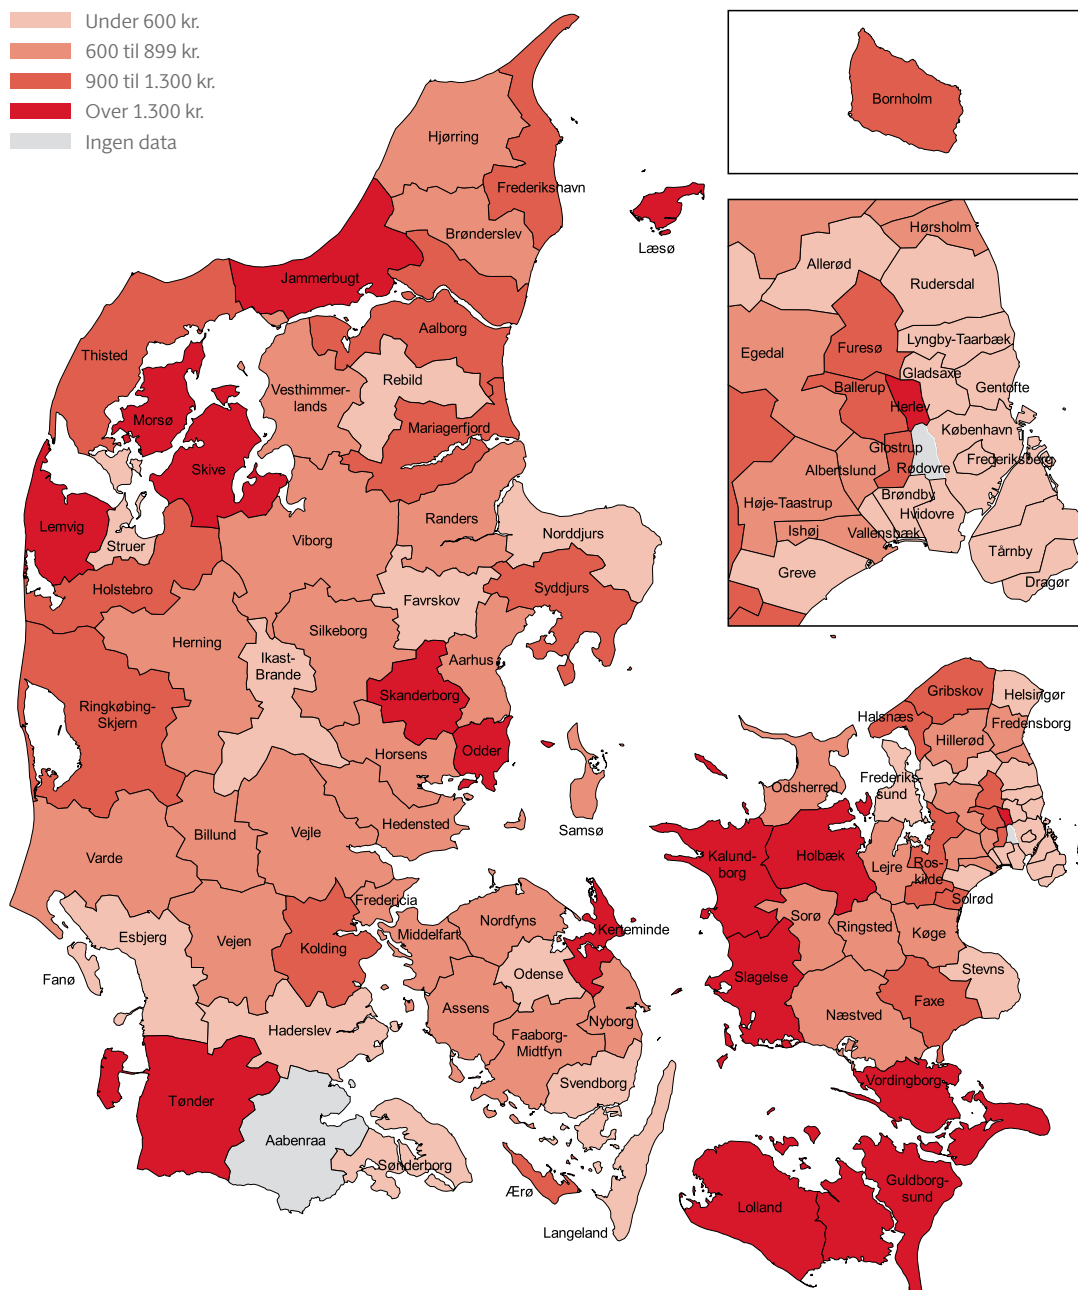 Under 600 kr.
600 til 899 kr.
900 til 1.300 kr.
Over 1.300 kr.
Ingen data
Bornholm
Hjørring
Frederikshavn
Brønderslev
Læsø
Jammerbugt
Aalborg
Thisted
Rebild
Vesthimmer-
lands
Morsø
Mariagerfjord
Skive
Lemvig
Randers
Viborg
Struer
Norddjurs
Holstebro
Syddjurs
Favrskov
Silkeborg
Herning
Ikast-
Brande
Aarhus
Skanderborg
Ringkøbing-
Skjern
Odder
Horsens
Samsø
Hedensted
Billund
Vejle
Varde
Fredericia
Esbjerg
Vejen
Kolding
Middelfart
Nordfyns
Kerteminde
Fanø
Odense
Assens
Nyborg
Faaborg-
Midtfyn
Haderslev
Svendborg
Tønder
Aabenraa
Sønderborg
Ærø
Langeland
Hørsholm
Allerød
Rudersdal
Lyngby-Taarbæk
Egedal
Furesø
Gladsaxe
Gentofte
Ballerup
Herlev
København
Glostrup
Frederiksberg
Albertslund
Rødovre
Brøndby
Høje-Taastrup
Hvidovre
Ishøj
Vallensbæk
Tårnby
Greve
Dragør
Gribskov
Helsingør
Halsnæs
Fredensborg
Hillerød
Frederiks-
sund
Odsherred
Kalund-
borg
Holbæk
Lejre
Ros-
kilde
Solrød
Sorø
Ringsted
Køge
Stevns
Slagelse
Faxe
Næstved
Vordingborg
Guldborg-
sund
Lolland